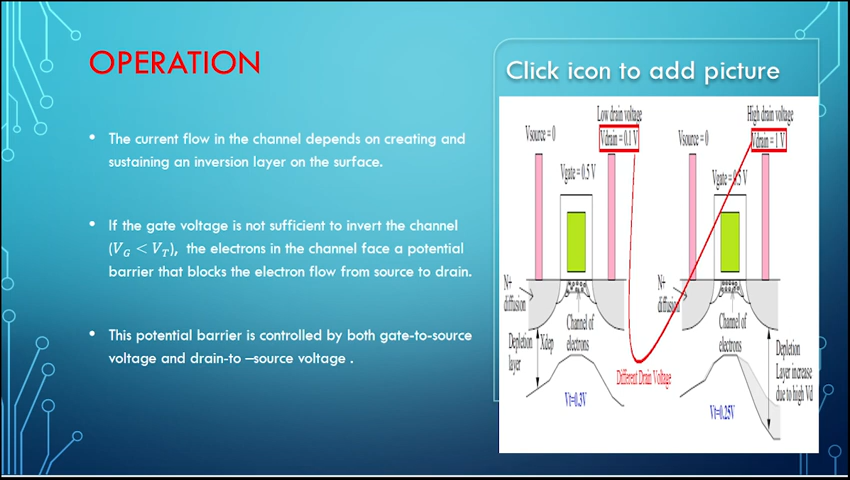 OPERATION
• The current flow in the channel depends on creating and
sustaining an inversion layer on the surface.
• If the gate voltage is not sufficient to invert the channel
(V_G < V_T), the electrons in the channel face a potential
barrier that blocks the electron flow from source to drain.
• This potential barrier is controlled by both gate-to-source
voltage and drain-to –source voltage .
Click icon to add picture
Low drain voltage
Vsource = 0
Vdrain = 0.1 V
Vgate = 0.5 V
N+
diffusion
Channel of
electrons
Depletion
layer
Xdep
Vt=0.5V
Different Drain Voltage
High drain voltage
Vsource = 0
Vdrain = 1 V
Vgate = 0.5 V
N+
diffusion
Channel of
electrons
Depletion
Layer increase
due to high Vd
Vt=0.25V